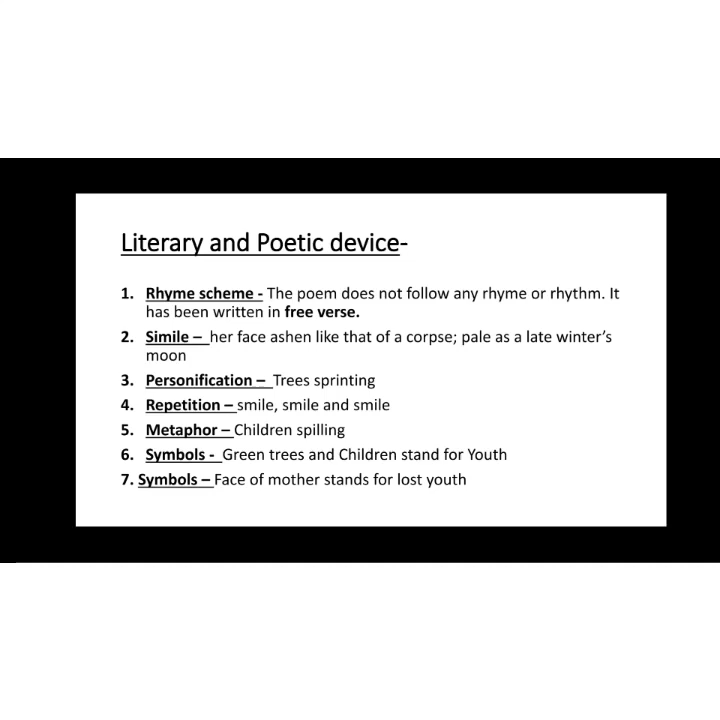 Literary and Poetic device-
1. Rhyme scheme - The poem does not follow any rhyme or rhythm. It
has been written in free verse.
2. Simile – her face ashen like that of a corpse; pale as a late winter’s
moon
3. Personification – Trees sprinting
4. Repetition – smile, smile and smile
5. Metaphor – Children spilling
6. Symbols - Green trees and Children stand for Youth
7. Symbols – Face of mother stands for lost youth